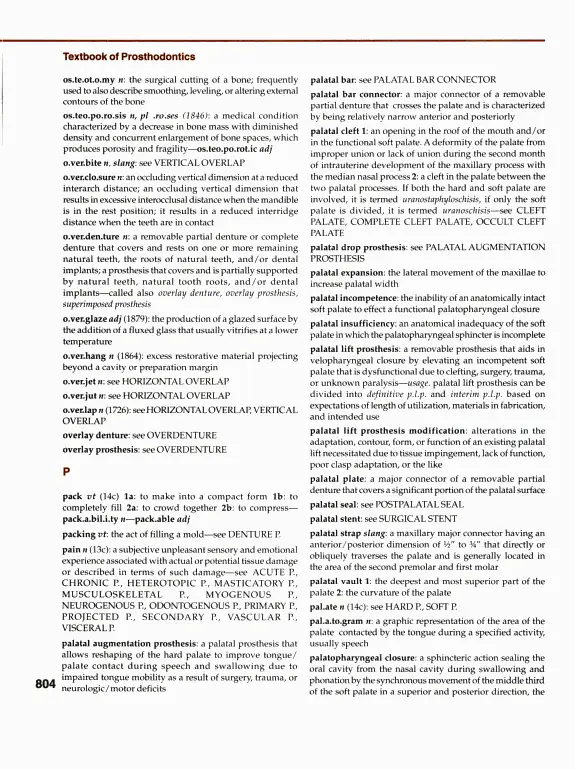 Textbook of Prosthodontics
os.te.ot.o.my n: the surgical cutting of a bone; frequently
used to also describe smoothing, leveling, or altering external
contours of the bone
os.teo.po.ro.sis n, pl .ro.ses (1846): a medical condition
characterized by a decrease in bone mass with diminished
density and concurrent enlargement of bone spaces, which
produces porosity and fragility—os.teo.po.rot.ic adj
o.ver.bite n, slang: see VERTICAL OVERLAP
o.ver.clo.sure n: an occluding vertical dimension at a reduced
interarch distance; an occluding vertical dimension that
results in excessive interocclusal distance when the mandible
is in the rest position; it results in a reduced interridge
distance when the teeth are in contact
o.ver.den.ture n: a removable partial denture or complete
denture that covers and rests on one or more remaining
natural teeth, the roots of natural teeth, and/or dental
implants; a prosthesis that covers and is partially supported
by natural teeth, natural tooth roots, and/or dental
implants—called also overlay denture, overlay prosthesis,
superimposed prosthesis
o.ver.glaze adj (1879): the production of a glazed surface by
the addition of a fluxed glass that usually vitrifies at a lower
temperature
o.ver.hang n (1864): excess restorative material projecting
beyond a cavity or preparation margin
o.ver.jet n: see HORIZONTAL OVERLAP
o.ver.jut n: see HORIZONTAL OVERLAP
o.ver.lap n (1726): see HORIZONTAL OVERLAP, VERTICAL
OVERLAP
overlay denture: see OVERDENTURE
overlay prosthesis: see OVERDENTURE
P
pack vt (14c) 1a: to make into a compact form 1b: to
completely fill 2a: to crowd together 2b: to compress—
pack.a.bil.i.ty n—pack.able adj
packing vt: the act of filling a mold—see DENTURE P.
pain n (13c): a subjective unpleasant sensory and emotional
experience associated with actual or potential tissue damage
or described in terms of such damage—see ACUTE P.,
CHRONIC P., HETEROTOPIC P., MASTICATORY P.,
MUSCULOSKELETAL P., MYOGENOUS P.,
NEUROGENOUS P., ODONTOGENOUS P., PRIMARY P.,
PROJECTED P., SECONDARY P., VASCULAR P.,
VISCERAL P.
palatal augmentation prosthesis: a palatal prosthesis that
allows reshaping of the hard palate to improve tongue/
palate contact during speech and swallowing due to
impaired tongue mobility as a result of surgery, trauma, or
neurologic/motor deficits
804
palatal bar: see PALATAL BAR CONNECTOR
palatal bar connector: a major connector of a removable
partial denture that crosses the palate and is characterized
by being relatively narrow anterior and posteriorly
palatal cleft 1: an opening in the roof of the mouth and/or
in the functional soft palate. A deformity of the palate from
improper union or lack of union during the second month
of intrauterine development of the maxillary process with
the median nasal process 2: a cleft in the palate between the
two palatal processes. If both the hard and soft palate are
involved, it is termed uranostaphyloschisis, if only the soft
palate is divided, it is termed uranoschisis—see CLEFT
PALATE, COMPLETE CLEFT PALATE, OCCULT CLEFT
PALATE
palatal drop prosthesis: see PALATAL AUGMENTATION
PROSTHESIS
palatal expansion: the lateral movement of the maxillae to
increase palatal width
palatal incompetence: the inability of an anatomically intact
soft palate to effect a functional palatopharyngeal closure
palatal insufficiency: an anatomical inadequacy of the soft
palate in which the palatopharyngeal sphincter is incomplete
palatal lift prosthesis: a removable prosthesis that aids in
velopharyngeal closure by elevating an incompetent soft
palate that is dysfunctional due to clefting, surgery, trauma,
or unknown paralysis—usage. palatal lift prosthesis can be
divided into definitive p.l.p. and interim p.l.p. based on
expectations of length of utilization, materials in fabrication,
and intended use
palatal lift prosthesis modification: alterations in the
adaptation, contour, form, or function of an existing palatal
lift necessitated due to tissue impingement, lack of function,
poor clasp adaptation, or the like
palatal plate: a major connector of a removable partial
denture that covers a significant portion of the palatal surface
palatal seal: see POSTPALATAL SEAL
palatal stent: see SURGICAL STENT
palatal strap slang: a maxillary major connector having an
anterior/posterior dimension of ½" to ¾" that directly or
obliquely traverses the palate and is generally located in
the area of the second premolar and first molar
palatal vault 1: the deepest and most superior part of the
palate 2: the curvature of the palate
pal.ate n (14c): see HARD P., SOFT P.
pal.a.to.gram n: a graphic representation of the area of the
palate contacted by the tongue during a specified activity,
usually speech
palatopharyngeal closure: a sphincteric action sealing the
oral cavity from the nasal cavity during swallowing and
phonation by the synchronous movement of the middle third
of the soft palate in a superior and posterior direction, the